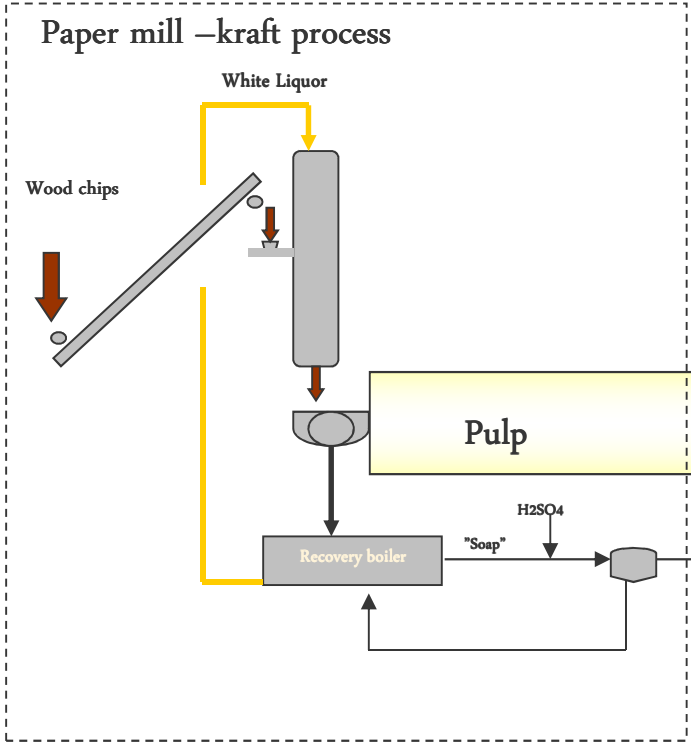 Paper mill –kraft process
White Liquor
Wood chips
Pulp
H2SO4
”Soap”
Recovery boiler